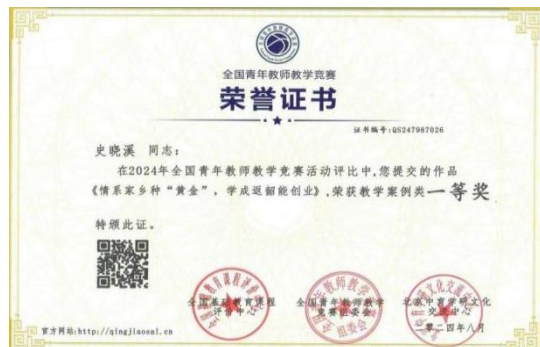 全国青年教师教学竞赛
荣誉证书
证书编号:QS247987026
史晓溪 同志:
在2024年全国青年教师教学竞赛活动评比中,您提交的作品
《情系家乡种“黄金”,学成返韶能创业》,荣获教学案例类一等奖
特颁此证。
全国基础教育课程 全国青年教师教学 北京中育学研文化
评价中心 竞赛组委会 交流中心
官方网站:http://qingjiaosai.cn 二零二四年八月